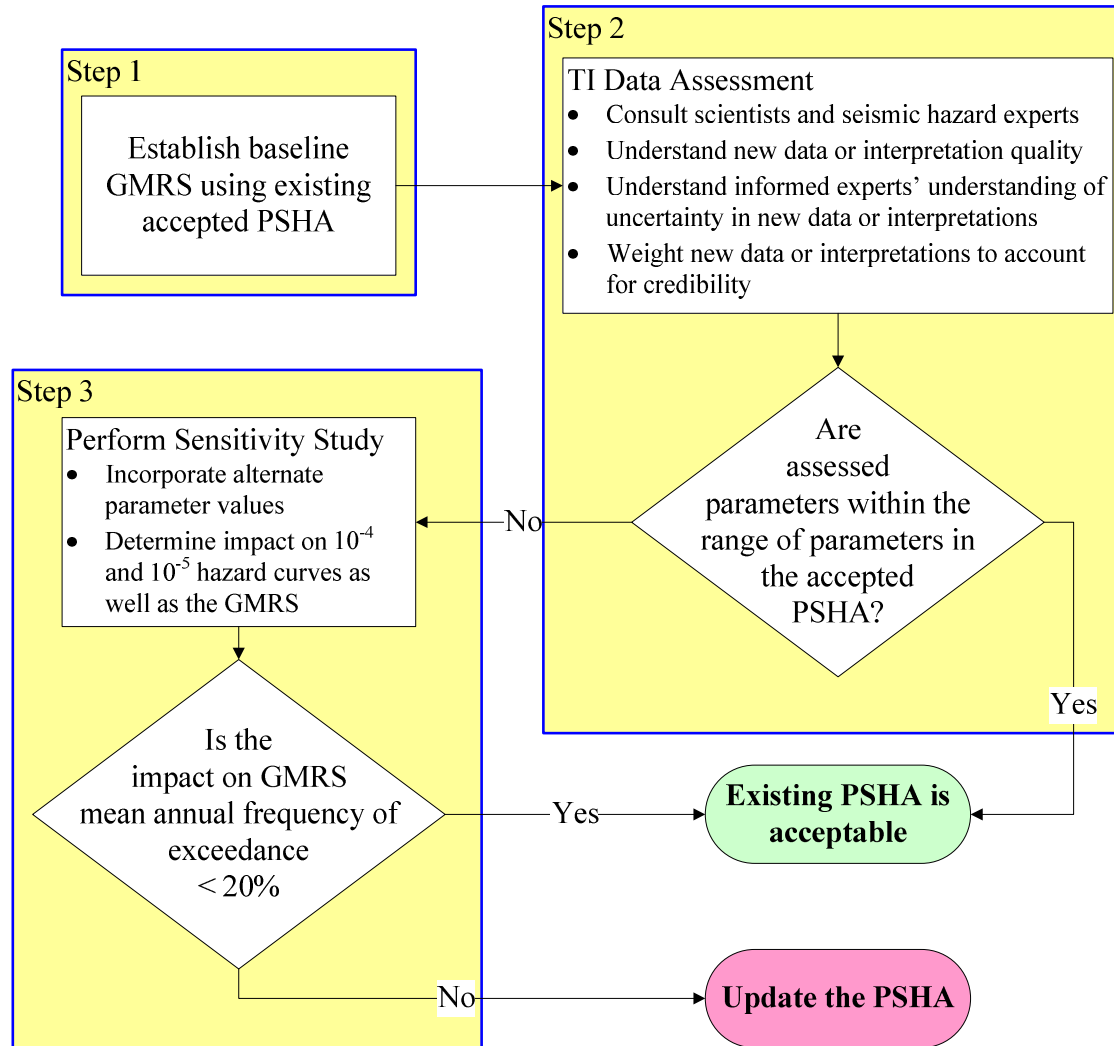 Step 1
Establish baseline
GMRS using existing
accepted PSHA
Step 2
TI Data Assessment
• Consult scientists and seismic hazard experts
• Understand new data or interpretation quality
• Understand informed experts’ understanding of
uncertainty in new data or interpretations
• Weight new data or interpretations to account
for credibility
Are
assessed
parameters within the
range of parameters in
the accepted
PSHA?
No
Yes
Step 3
Perform Sensitivity Study
• Incorporate alternate
parameter values
• Determine impact on 10⁻⁴
and 10⁻⁵ hazard curves as
well as the GMRS
Is the
impact on GMRS
mean annual frequency of
exceedance
< 20%
Yes
No
Existing PSHA is
acceptable
Update the PSHA